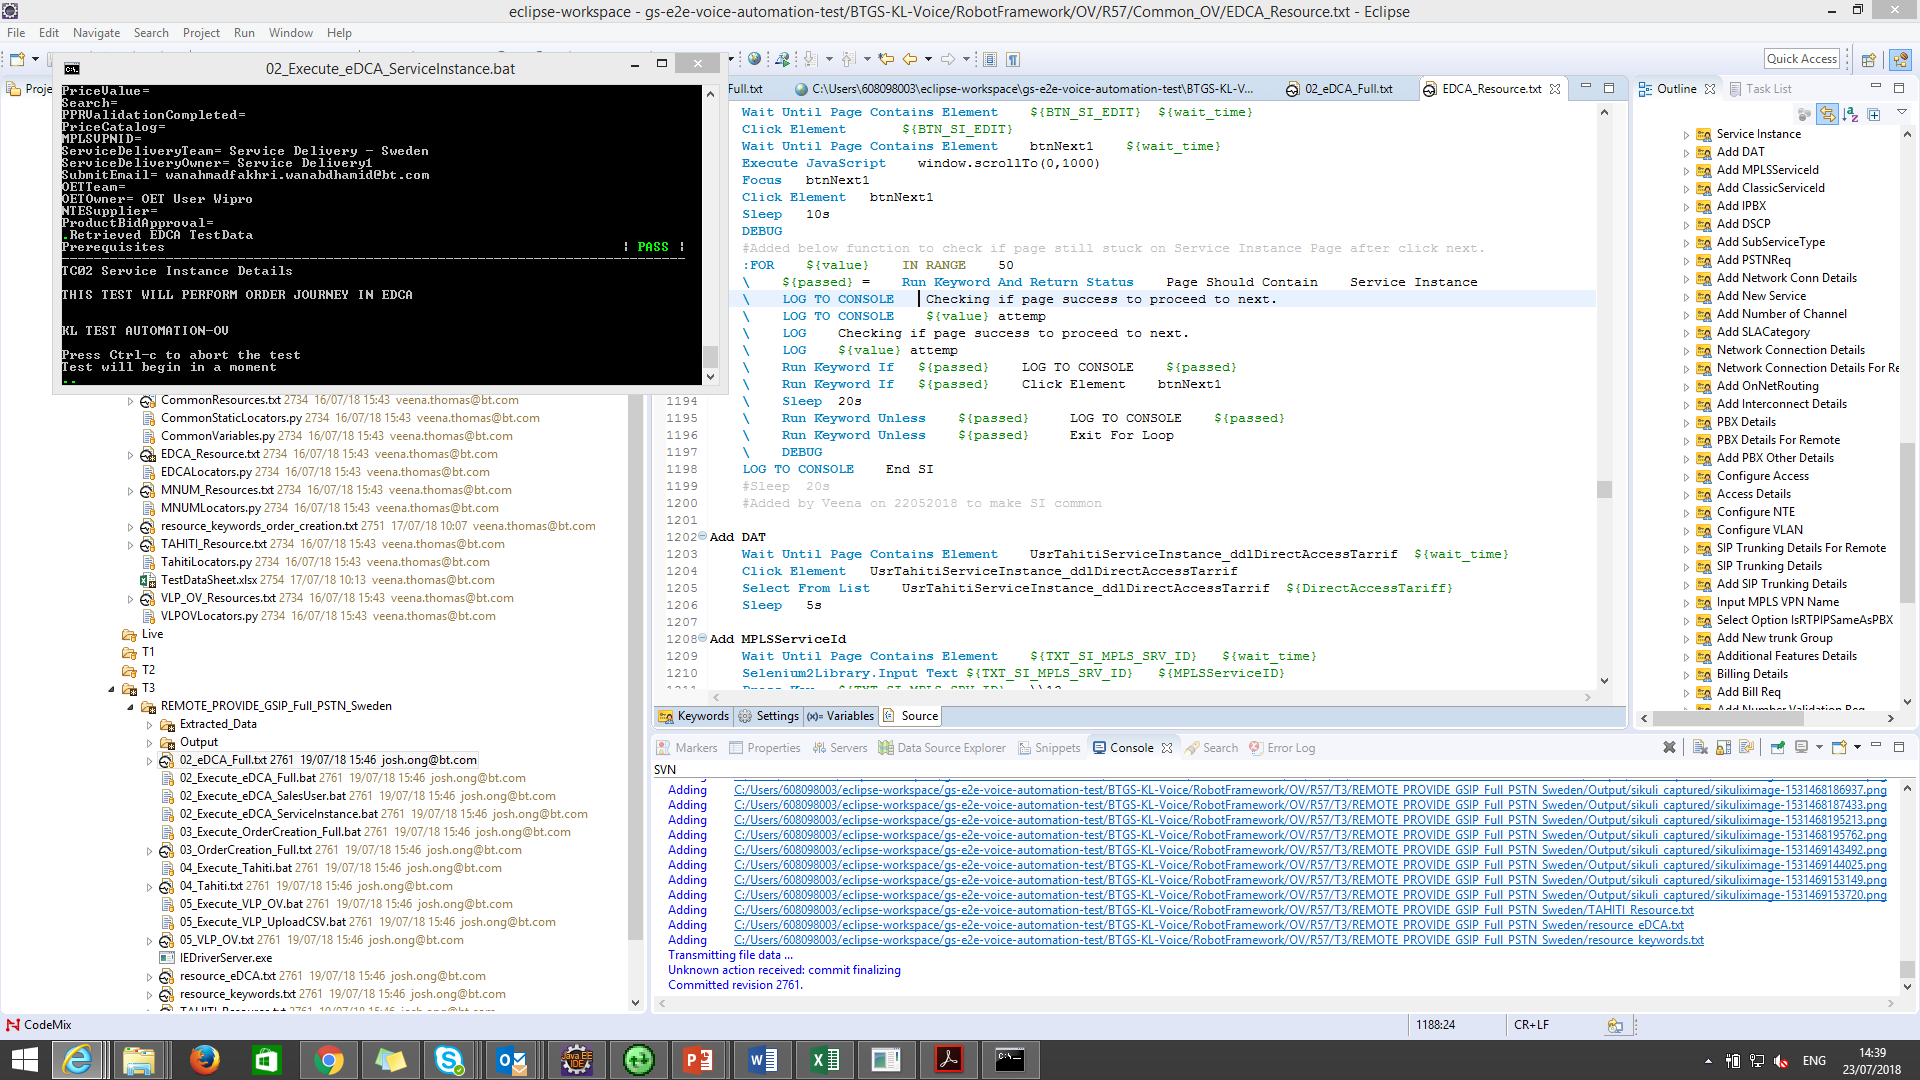 eclipse-workspace - gs-e2e-voice-automation-test/BTGS-KL-Voice/RobotFramework/OV/R57/Common_OV/EDCA_Resource.txt - Eclipse
File Edit Navigate Search Project Run Window Help
Quick Access
02_Execute_eDCA_ServiceInstance.bat
PriceValue=
Search=
PPRValidationCompleted=
PriceCatalog=
MPLSVPNID=
ServiceDeliveryTeam= Service Delivery - Sweden
ServiceDeliveryOwner= Service Delivery1
SubmitEmail= wanahmadfakhri.wanabdhamid@bt.com
OETTeam=
OETOwner= OET User Wipro
NTESupplier=
ProductBidApproval=
.Retrieved EDCA TestData
Prerequisites | PASS |
TC02 Service Instance Details
THIS TEST WILL PERFORM ORDER JOURNEY IN EDCA
KL TEST AUTOMATION-OV
Press Ctrl-c to abort the test
Test will begin in a moment
..
Proje
CommonResources.txt 2734 16/07/18 15:43 veena.thomas@bt.com
CommonStaticLocators.py 2734 16/07/18 15:43 veena.thomas@bt.com
CommonVariables.py 2734 16/07/18 15:43 veena.thomas@bt.com
EDCA_Resource.txt 2734 16/07/18 15:43 veena.thomas@bt.com
EDCALocators.py 2734 16/07/18 15:43 veena.thomas@bt.com
MNUM_Resources.txt 2734 16/07/18 15:43 veena.thomas@bt.com
MNUMLocators.py 2734 16/07/18 15:43 veena.thomas@bt.com
resource_keywords_order_creation.txt 2751 17/07/18 10:07 veena.thomas@bt.com
TAHITI_Resource.txt 2734 16/07/18 15:43 veena.thomas@bt.com
TahitiLocators.py 2734 16/07/18 15:43 veena.thomas@bt.com
TestDataSheet.xlsx 2754 17/07/18 10:13 veena.thomas@bt.com
VLP_OV_Resources.txt 2734 16/07/18 15:43 veena.thomas@bt.com
VLPOVLocators.py 2734 16/07/18 15:43 veena.thomas@bt.com
Live
T1
T2
T3
REMOTE_PROVIDE_GSIP_Full_PSTN_Sweden
Extracted_Data
Output
02_eDCA_Full.txt 2761 19/07/18 15:46 josh.ong@bt.com
02_Execute_eDCA_Full.bat 2761 19/07/18 15:46 josh.ong@bt.com
02_Execute_eDCA_SalesUser.bat 2761 19/07/18 15:46 josh.ong@bt.com
02_Execute_eDCA_ServiceInstance.bat 2761 19/07/18 15:46 josh.ong@bt.com
03_Execute_OrderCreation_Full.bat 2761 19/07/18 15:46 josh.ong@bt.com
03_OrderCreation_Full.txt 2761 19/07/18 15:46 josh.ong@bt.com
04_Execute_Tahiti.bat 2761 19/07/18 15:46 josh.ong@bt.com
04_Tahiti.txt 2761 19/07/18 15:46 josh.ong@bt.com
05_Execute_VLP_OV.bat 2761 19/07/18 15:46 josh.ong@bt.com
05_Execute_VLP_UploadCSV.bat 2761 19/07/18 15:46 josh.ong@bt.com
05_VLP_OV.txt 2761 19/07/18 15:46 josh.ong@bt.com
IEDriverServer.exe
resource_eDCA.txt 2761 19/07/18 15:46 josh.ong@bt.com
resource_keywords.txt 2761 19/07/18 15:46 josh.ong@bt.com
TAHITI_Resource.txt 2761 19/07/18 15:46 josh.ong@bt.com
Full.txt C:\Users\608098003\eclipse-workspace\gs-e2e-voice-automation-test\BTGS-KL-V... 02_eDCA_Full.txt EDCA_Resource.txt
Wait Until Page Contains Element ${BTN_SI_EDIT} ${wait_time}
Click Element ${BTN_SI_EDIT}
Wait Until Page Contains Element btnNext1 ${wait_time}
Execute JavaScript window.scrollTo(0,1000)
Focus btnNext1
Click Element btnNext1
Sleep 10s
DEBUG
#Added below function to check if page still stuck on Service Instance Page after click next.
:FOR ${value} IN RANGE 50
\ ${passed} = Run Keyword And Return Status Page Should Contain Service Instance
\ LOG TO CONSOLE Checking if page success to proceed to next.
\ LOG TO CONSOLE ${value} attemp
\ LOG Checking if page success to proceed to next.
\ LOG ${value} attemp
\ Run Keyword If ${passed} LOG TO CONSOLE ${passed}
\ Run Keyword If ${passed} Click Element btnNext1
1194 \ Sleep 20s
1195 \ Run Keyword Unless ${passed} LOG TO CONSOLE ${passed}
1196 \ Run Keyword Unless ${passed} Exit For Loop
1197 \ DEBUG
1198 LOG TO CONSOLE End SI
1199 #Sleep 20s
1200 #Added by Veena on 22052018 to make SI common
1201
1202 Add DAT
1203 Wait Until Page Contains Element UsrTahitiServiceInstance_ddlDirectAccessTarrif ${wait_time}
1204 Click Element UsrTahitiServiceInstance_ddlDirectAccessTarrif
1205 Select From List UsrTahitiServiceInstance_ddlDirectAccessTarrif ${DirectAccessTariff}
1206 Sleep 5s
1207
1208 Add MPLSServiceId
1209 Wait Until Page Contains Element ${TXT_SI_MPLS_SRV_ID} ${wait_time}
1210 Selenium2Library.Input Text ${TXT_SI_MPLS_SRV_ID} ${MPLSServiceID}
1211 Press Key ${TXT_SI_MPLS_SRV_ID} \\13
Keywords Settings Variables Source
Outline Task List
Service Instance
Add DAT
Add MPLSServiceId
Add ClassicServiceId
Add IPBX
Add DSCP
Add SubServiceType
Add PSTNReq
Add Network Conn Details
Add New Service
Add Number of Channel
Add SLACategory
Network Connection Details
Network Connection Details For Re
Add OnNetRouting
Add Interconnect Details
PBX Details
PBX Details For Remote
Add PBX Other Details
Configure Access
Access Details
Configure NTE
Configure VLAN
SIP Trunking Details For Remote
SIP Trunking Details
Add SIP Trunking Details
Input MPLS VPN Name
Select Option IsRTPIPSameAsPBX
Add New trunk Group
Additional Features Details
Billing Details
Add Bill Req
Add Number Validation Req
Markers Properties Servers Data Source Explorer Snippets Console Search Error Log
SVN
Adding C:/Users/608098003/eclipse-workspace/gs-e2e-voice-automation-test/BTGS-KL-Voice/RobotFramework/OV/R57/T3/REMOTE_PROVIDE_GSIP_Full_PSTN_Sweden/Output/sikuli_captured/sikuliximage-1531468186937.png
Adding C:/Users/608098003/eclipse-workspace/gs-e2e-voice-automation-test/BTGS-KL-Voice/RobotFramework/OV/R57/T3/REMOTE_PROVIDE_GSIP_Full_PSTN_Sweden/Output/sikuli_captured/sikuliximage-1531468187433.png
Adding C:/Users/608098003/eclipse-workspace/gs-e2e-voice-automation-test/BTGS-KL-Voice/RobotFramework/OV/R57/T3/REMOTE_PROVIDE_GSIP_Full_PSTN_Sweden/Output/sikuli_captured/sikuliximage-1531468195213.png
Adding C:/Users/608098003/eclipse-workspace/gs-e2e-voice-automation-test/BTGS-KL-Voice/RobotFramework/OV/R57/T3/REMOTE_PROVIDE_GSIP_Full_PSTN_Sweden/Output/sikuli_captured/sikuliximage-1531468195762.png
Adding C:/Users/608098003/eclipse-workspace/gs-e2e-voice-automation-test/BTGS-KL-Voice/RobotFramework/OV/R57/T3/REMOTE_PROVIDE_GSIP_Full_PSTN_Sweden/Output/sikuli_captured/sikuliximage-1531469143492.png
Adding C:/Users/608098003/eclipse-workspace/gs-e2e-voice-automation-test/BTGS-KL-Voice/RobotFramework/OV/R57/T3/REMOTE_PROVIDE_GSIP_Full_PSTN_Sweden/Output/sikuli_captured/sikuliximage-1531469144025.png
Adding C:/Users/608098003/eclipse-workspace/gs-e2e-voice-automation-test/BTGS-KL-Voice/RobotFramework/OV/R57/T3/REMOTE_PROVIDE_GSIP_Full_PSTN_Sweden/Output/sikuli_captured/sikuliximage-1531469153149.png
Adding C:/Users/608098003/eclipse-workspace/gs-e2e-voice-automation-test/BTGS-KL-Voice/RobotFramework/OV/R57/T3/REMOTE_PROVIDE_GSIP_Full_PSTN_Sweden/Output/sikuli_captured/sikuliximage-1531469153720.png
Adding C:/Users/608098003/eclipse-workspace/gs-e2e-voice-automation-test/BTGS-KL-Voice/RobotFramework/OV/R57/T3/REMOTE_PROVIDE_GSIP_Full_PSTN_Sweden/TAHITI_Resource.txt
Adding C:/Users/608098003/eclipse-workspace/gs-e2e-voice-automation-test/BTGS-KL-Voice/RobotFramework/OV/R57/T3/REMOTE_PROVIDE_GSIP_Full_PSTN_Sweden/resource_eDCA.txt
Adding C:/Users/608098003/eclipse-workspace/gs-e2e-voice-automation-test/BTGS-KL-Voice/RobotFramework/OV/R57/T3/REMOTE_PROVIDE_GSIP_Full_PSTN_Sweden/resource_keywords.txt
Transmitting file data ...
Unknown action received: commit finalizing
Committed revision 2761.
CodeMix 1188:24 CR+LF
ENG 14:39
23/07/2018